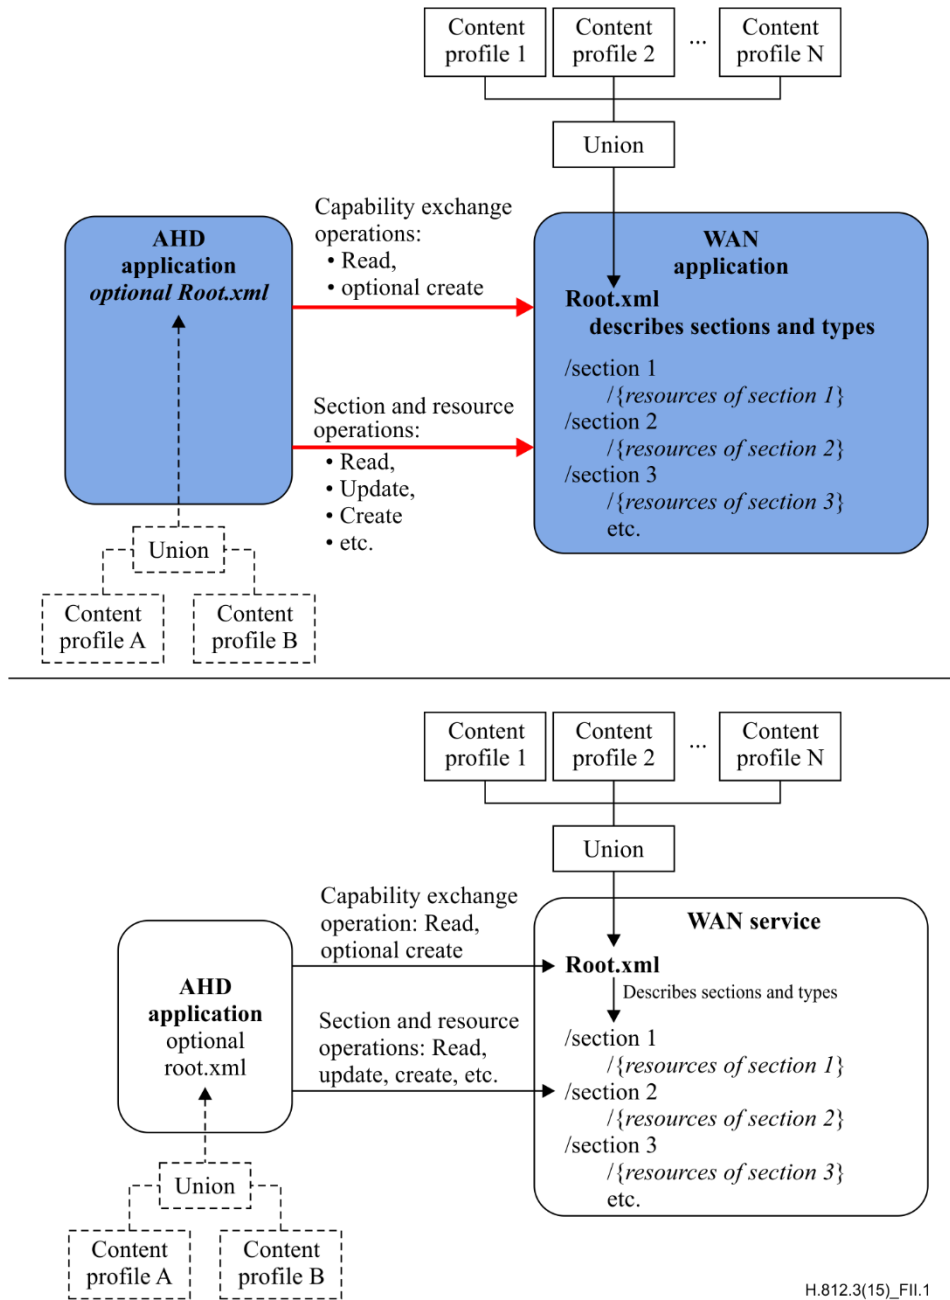 Content
profile 1
Content
profile 2
...
Content
profile N
Union
Capability exchange
operations:
• Read,
• optional create
AHD
application
optional Root.xml
WAN
application
Root.xml
describes sections and types
/section 1
/{resources of section 1}
/section 2
/{resources of section 2}
/section 3
/{resources of section 3}
etc.
Section and resource
operations:
• Read,
• Update,
• Create
• etc.
Union
Content
profile A
Content
profile B
Content
profile 1
Content
profile 2
...
Content
profile N
Union
Capability exchange
operation: Read,
optional create
WAN service
Root.xml
Describes sections and types
AHD
application
optional
root.xml
Section and resource
operations: Read,
update, create, etc.
/section 1
/{resources of section 1}
/section 2
/{resources of section 2}
/section 3
/{resources of section 3}
etc.
Union
Content
profile A
Content
profile B
H.812.3(15)_FII.1